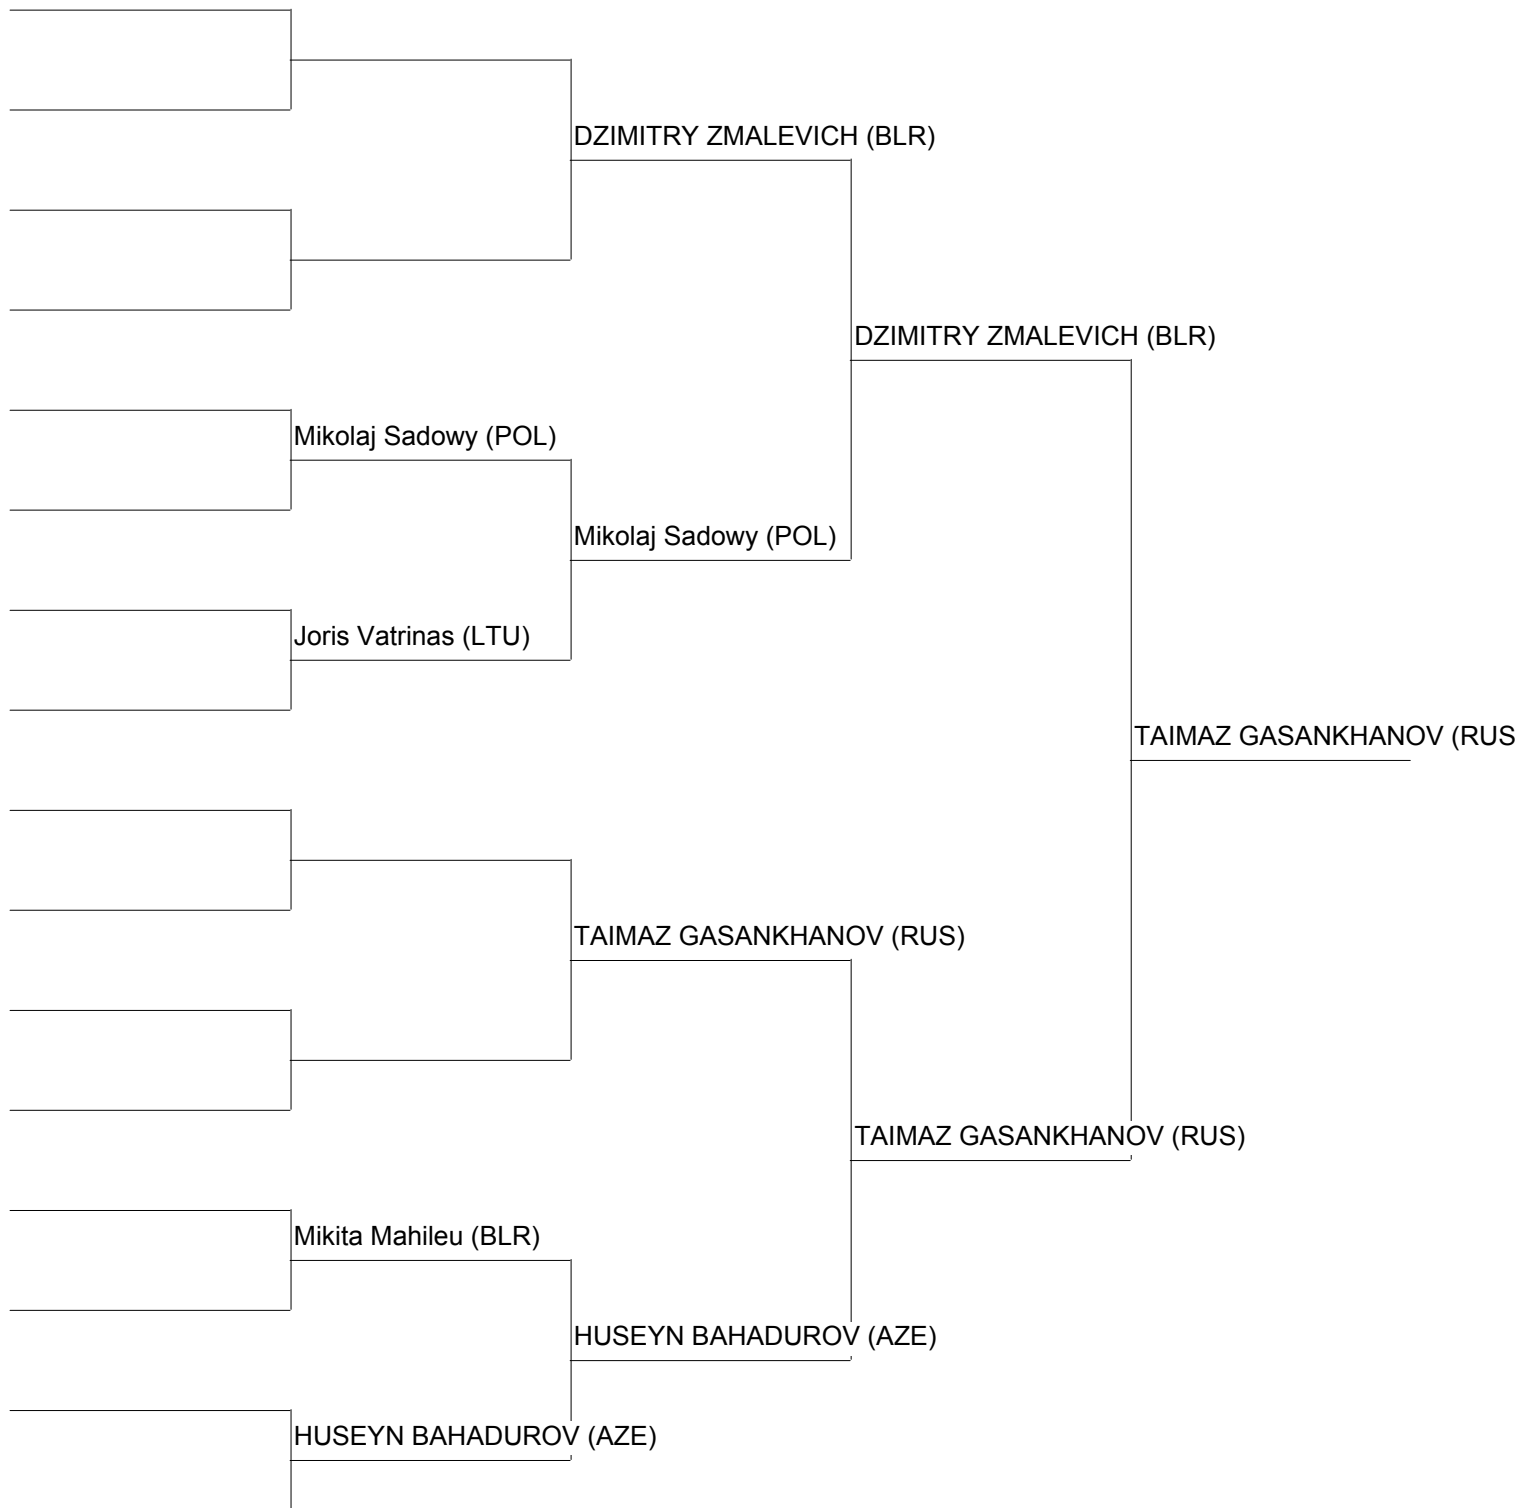 DZIMITRY ZMALEVICH (BLR)
DZIMITRY ZMALEVICH (BLR)
Mikolaj Sadowy (POL)
Mikolaj Sadowy (POL)
Joris Vatrinas (LTU)
TAIMAZ GASANKHANOV (RUS
TAIMAZ GASANKHANOV (RUS)
TAIMAZ GASANKHANOV (RUS)
Mikita Mahileu (BLR)
HUSEYN BAHADUROV (AZE)
HUSEYN BAHADUROV (AZE)